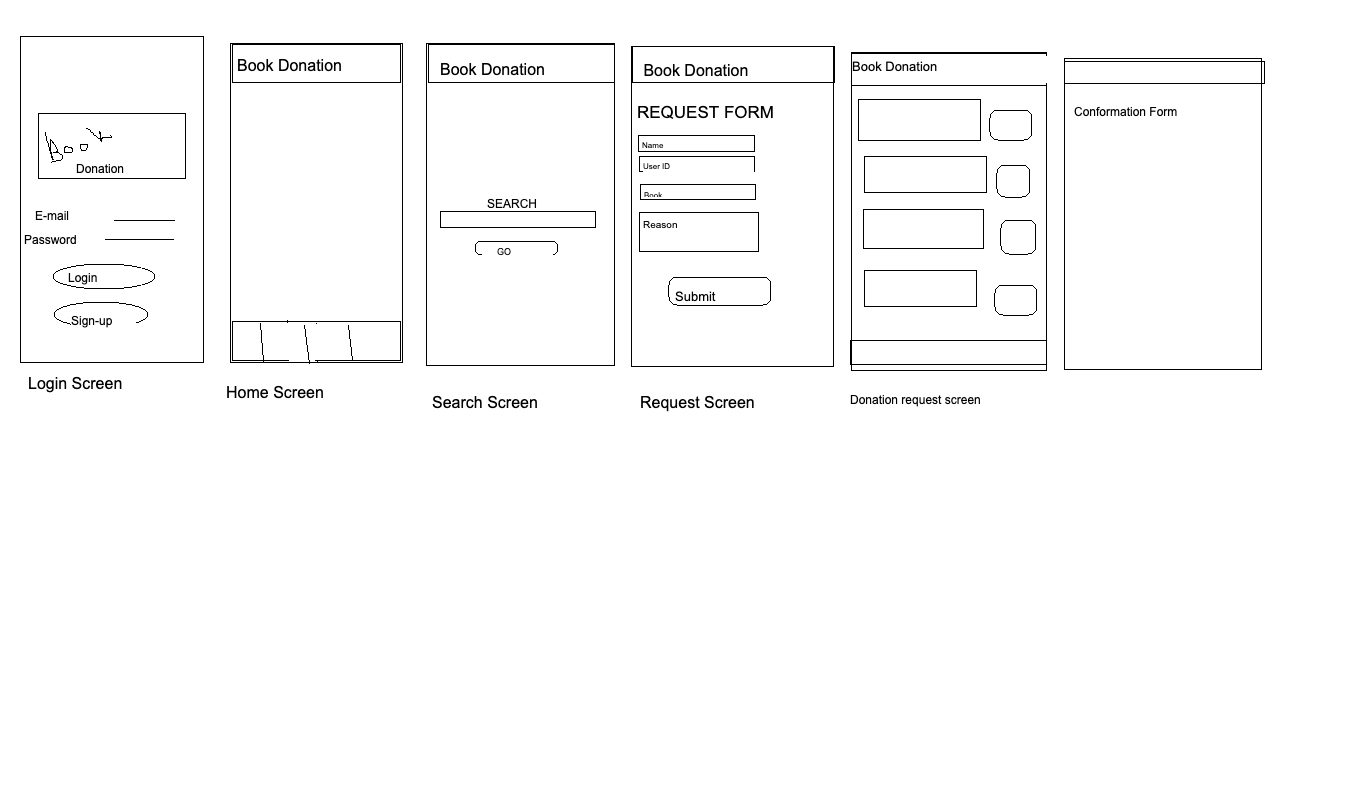 Book
Donation
E-mail
Password
Login
Sign-up
Login Screen
Book Donation
Home Screen
Book Donation
SEARCH
GO
Search Screen
Book Donation
REQUEST FORM
Name
User ID
Book
Reason
Submit
Request Screen
Book Donation
Donation request screen
Conformation Form